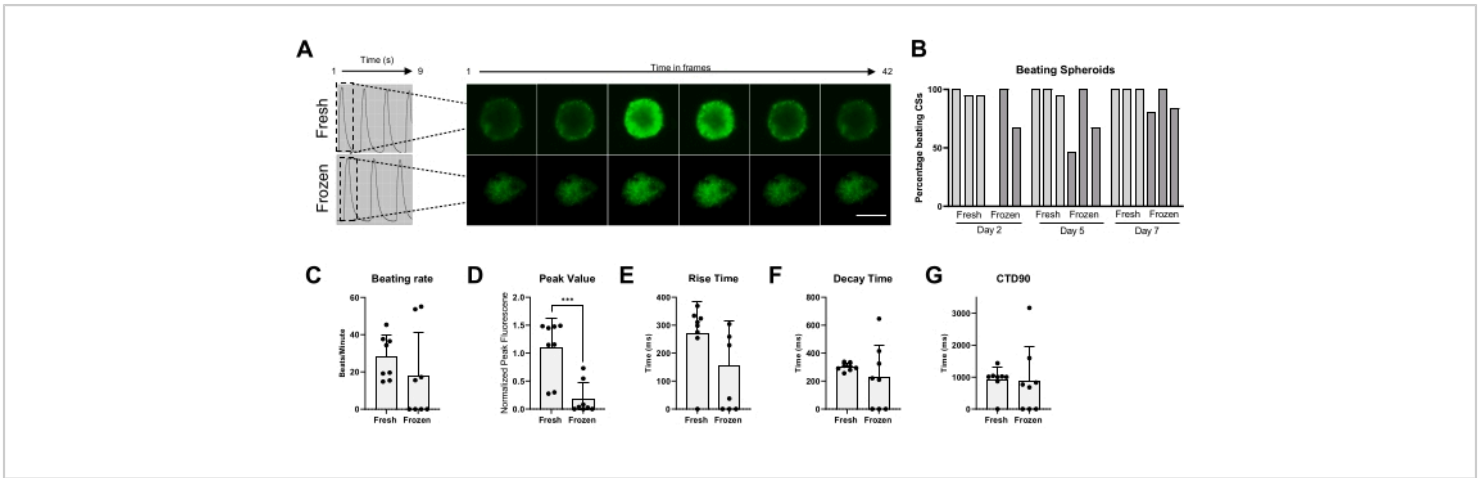 A
Time (s)
1
9
1
Time in frames
42
Fresh
Frozen
B
Beating Spheroids
Percentage beating CSs
100
50
0
Fresh
Frozen
Fresh
Frozen
Fresh
Frozen
Day 2
Day 5
Day 7
C
Beating rate
Beats/Minute
60
40
20
0
Fresh
Frozen
D
Peak Value
Normalized Peak Fluorescene
2.0
1.5
1.0
0.5
0.0
***
Fresh
Frozen
E
Rise Time
Time (ms)
400
300
200
100
0
Fresh
Frozen
F
Decay Time
Time (ms)
800
600
400
200
0
Fresh
Frozen
G
CTD90
Time (ms)
3000
2000
1000
0
Fresh
Frozen